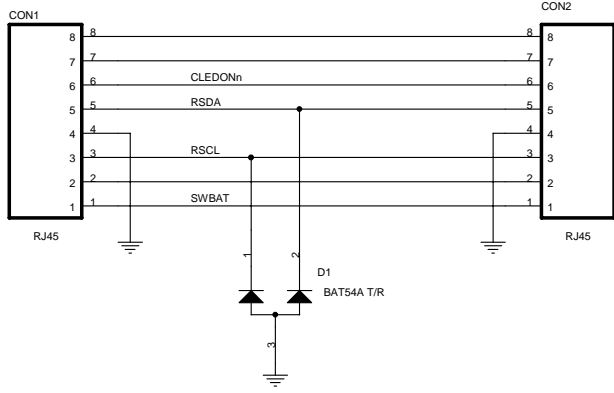 CON1
CON2
8 8 8 8
7 7 7 7
6 6 CLEDONn 6 6
5 5 RSDA 5 5
4 4 4 4
3 3 RSCL 3 3
2 2 2 2
1 1 SWBAT 1 1
RJ45
RJ45
1
2
D1
BAT54A T/R
3